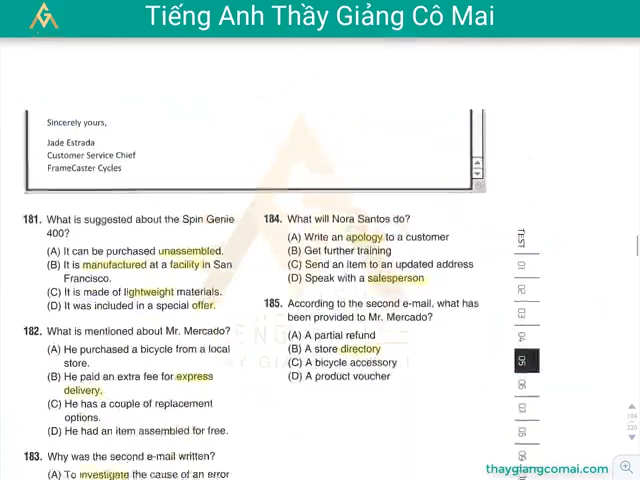 Tiếng Anh Thầy Giảng Cô Mai
Sincerely yours,
Jade Estrada
Customer Service Chief
FrameCaster Cycles
181. What is suggested about the Spin Genie
400?
(A) It can be purchased unassembled.
(B) It is manufactured at a facility in San
Francisco.
(C) It is made of lightweight materials.
(D) It was included in a special offer.
182. What is mentioned about Mr. Mercado?
(A) He purchased a bicycle from a local
store.
(B) He paid an extra fee for express
delivery.
(C) He has a couple of replacement
options.
(D) He had an item assembled for free.
183. Why was the second e-mail written?
(A) To investigate the cause of an error
184. What will Nora Santos do?
(A) Write an apology to a customer
(B) Get further training
(C) Send an item to an updated address
(D) Speak with a salesperson
185. According to the second e-mail, what has
been provided to Mr. Mercado?
(A) A partial refund
(B) A store directory
(C) A bicycle accessory
(D) A product voucher
TEST
01
02
03
04
05
06
104
220
thaygiangcomai.com